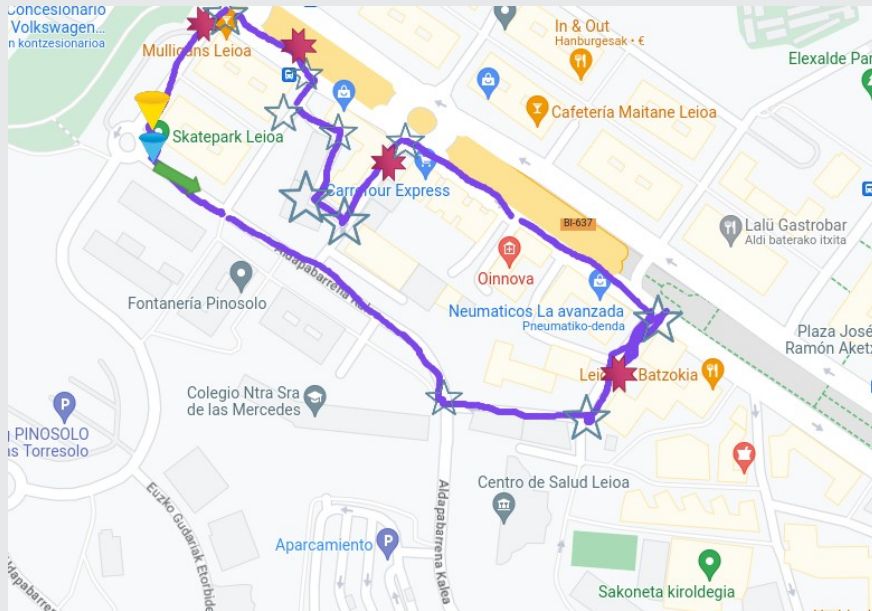 Concesionario
Volkswagen...
n kontzesionarioa
In & Out
Hanburgesak • €
Mulligans Leioa
Elexalde Par
Cafetería Maitane Leioa
Skatepark Leioa
Carrefour Express
BI-637
Lalü Gastrobar
Aldi baterako itxita
Oinnova
Aldapabarrena Kalea
Fontanería Pinosolo
Neumaticos La avanzada
Pneumatiko-denda
Plaza José
Ramón Aketx
Batzokia
Colegio Ntra Sra
de las Mercedes
P
g PINOSOLO
as Torresolo
Centro de Salud Leioa
Aldapabarrena Kalea
Euzko Gudariak Etorbide
Aparcamiento
P
Sakoneta kiroldegia
Aldapabarre